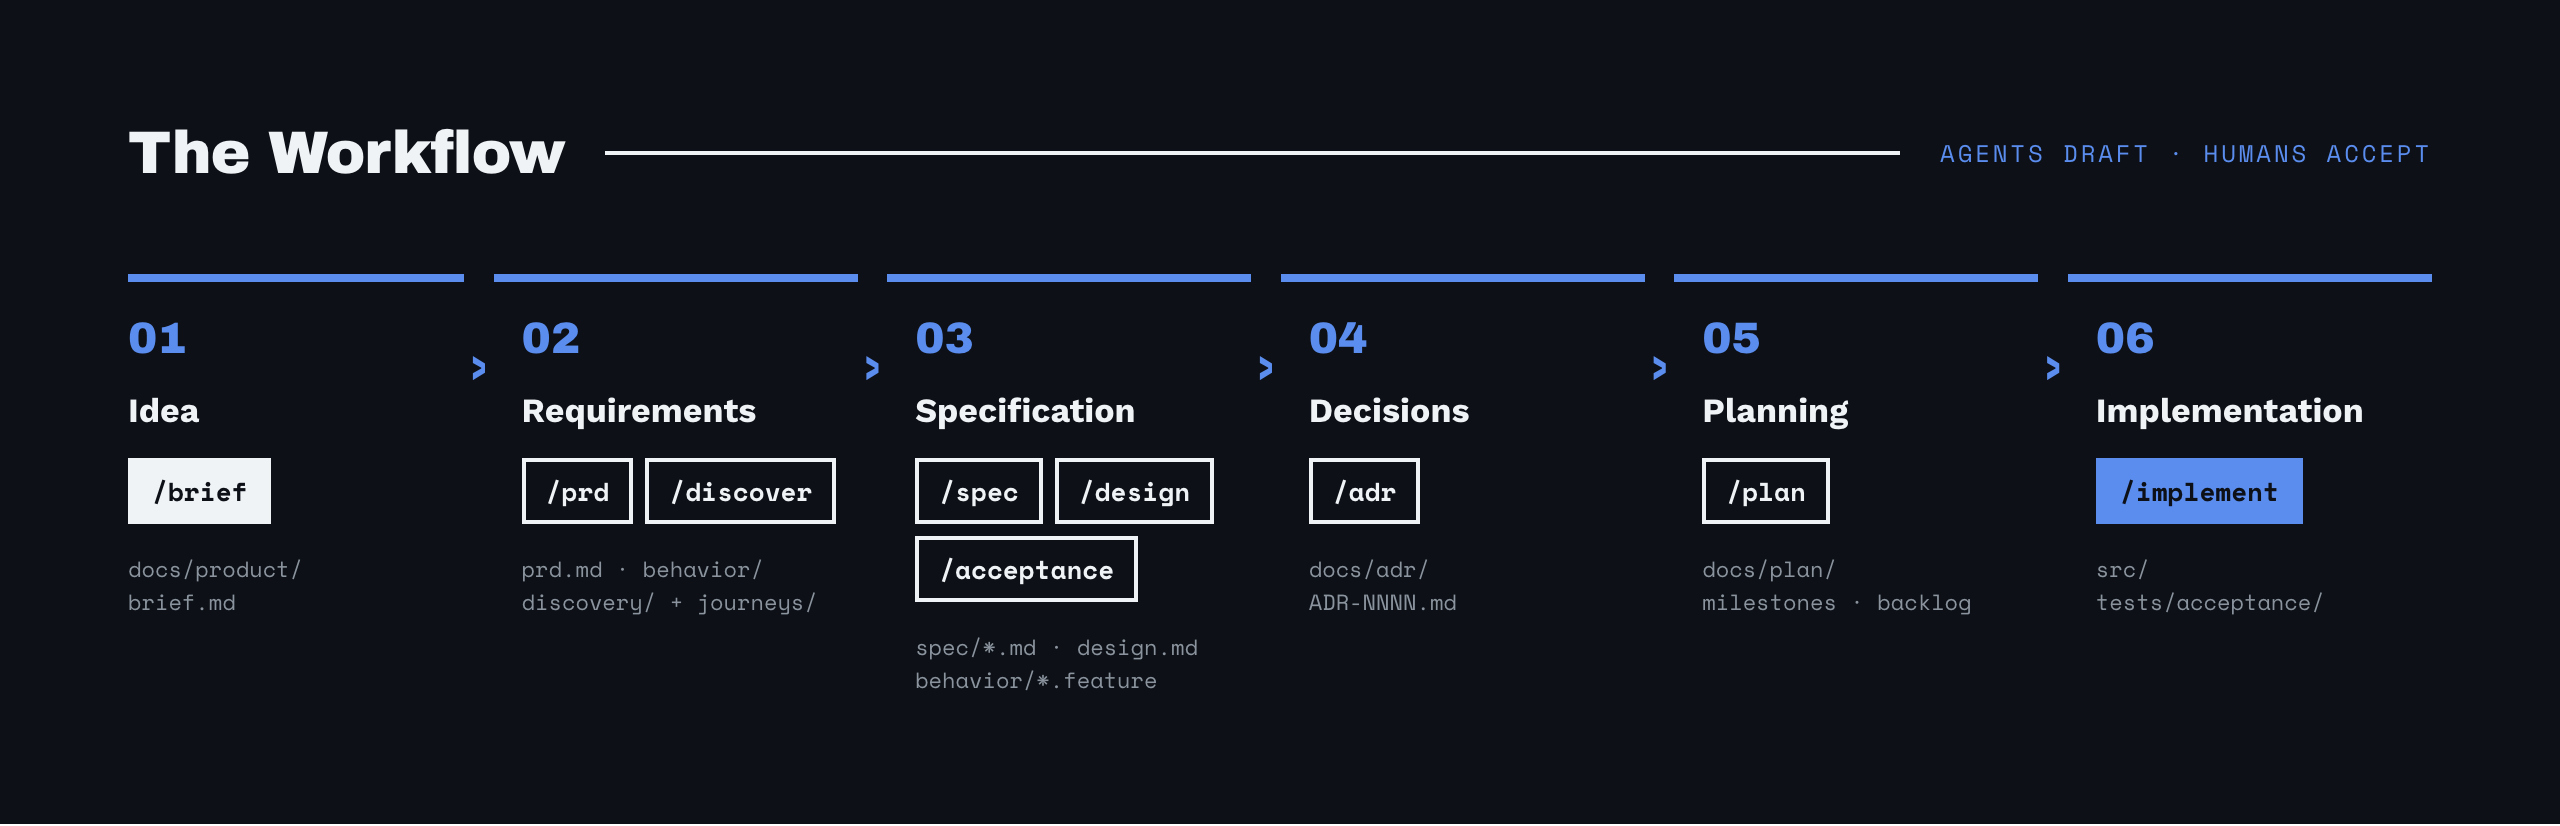 The Workflow
AGENTS DRAFT · HUMANS ACCEPT
01
Idea
/brief
docs/product/
brief.md
>
02
Requirements
/prd /discover
prd.md · behavior/
discovery/ + journeys/
>
03
Specification
/spec /design
/acceptance
spec/*.md · design.md
behavior/*.feature
>
04
Decisions
/adr
docs/adr/
ADR-NNNN.md
>
05
Planning
/plan
docs/plan/
milestones · backlog
>
06
Implementation
/implement
src/
tests/acceptance/